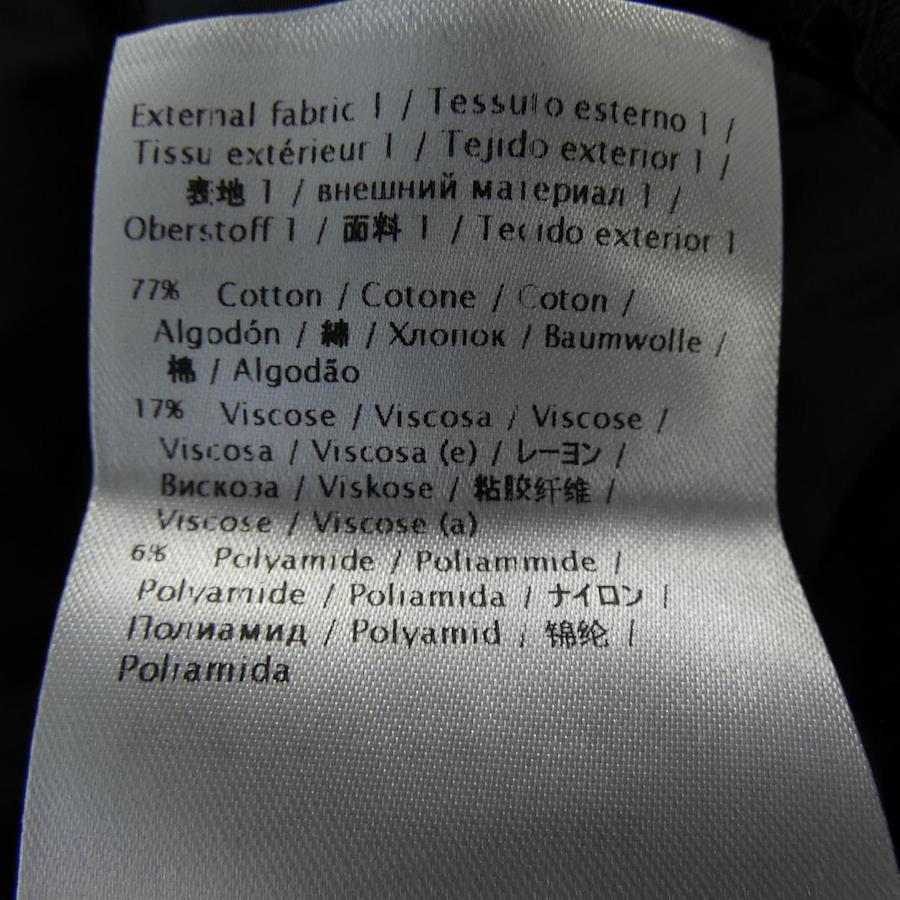 External fabric 1 / Tessuto esterno 1 /
Tissu extérieur 1 / Tejido exterior 1 /
表地 1 / внешний материал 1 /
Oberstoff 1 / 面料 1 / Tecido exterior 1
77% Cotton / Cotone / Coton /
Algodón / 綿 / Хлопок / Baumwolle /
棉 / Algodão
17% Viscose / Viscosa / Viscose /
Viscosa / Viscosa (e) / レーヨン /
Вискоза / Viskose / 粘胶纤维 /
Viscose / Viscose (a)
6% Polyamide / Poliammide /
Polyamide / Poliamida / ナイロン /
Полиамид / Polyamid / 锦纶 /
Poliamida